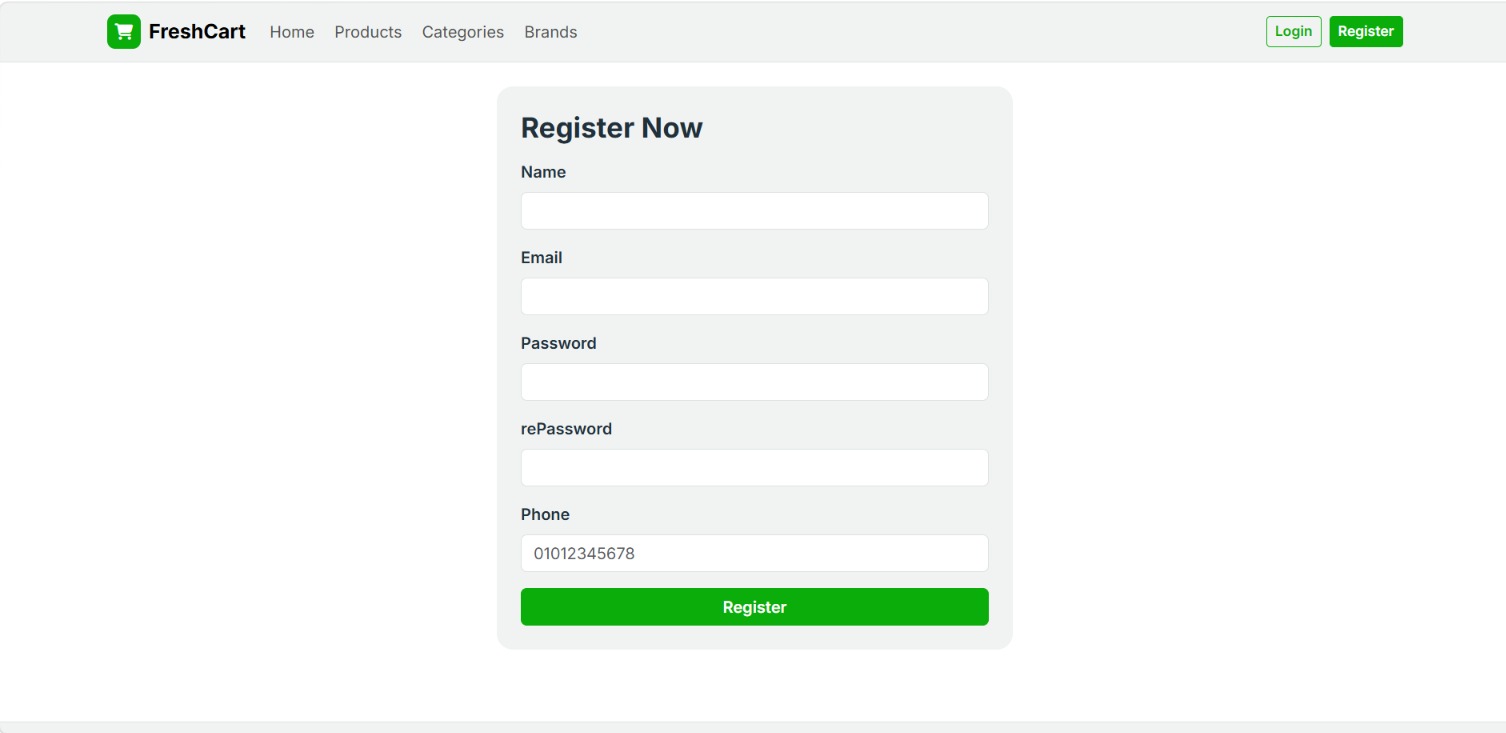 FreshCart Home Products Categories Brands Login Register
Register Now
Name
Email
Password
rePassword
Phone
01012345678
Register